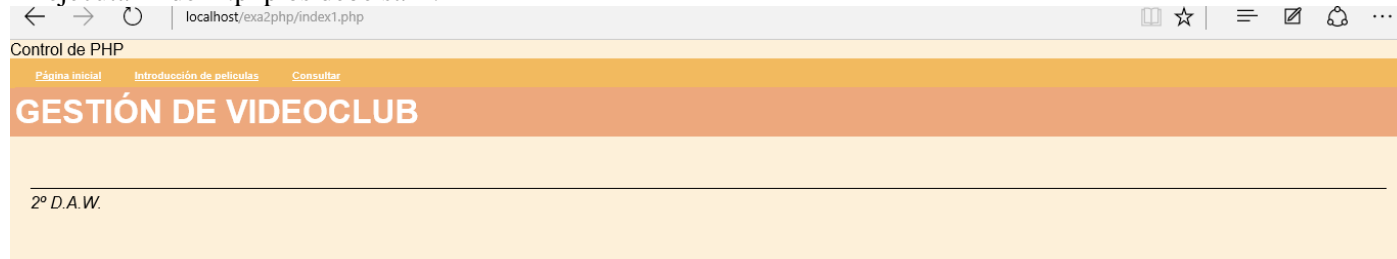 localhost/exa2php/index1.php
Control de PHP
Página inicial Introducción de peliculas Consultar
GESTIÓN DE VIDEOCLUB
2º D.A.W.